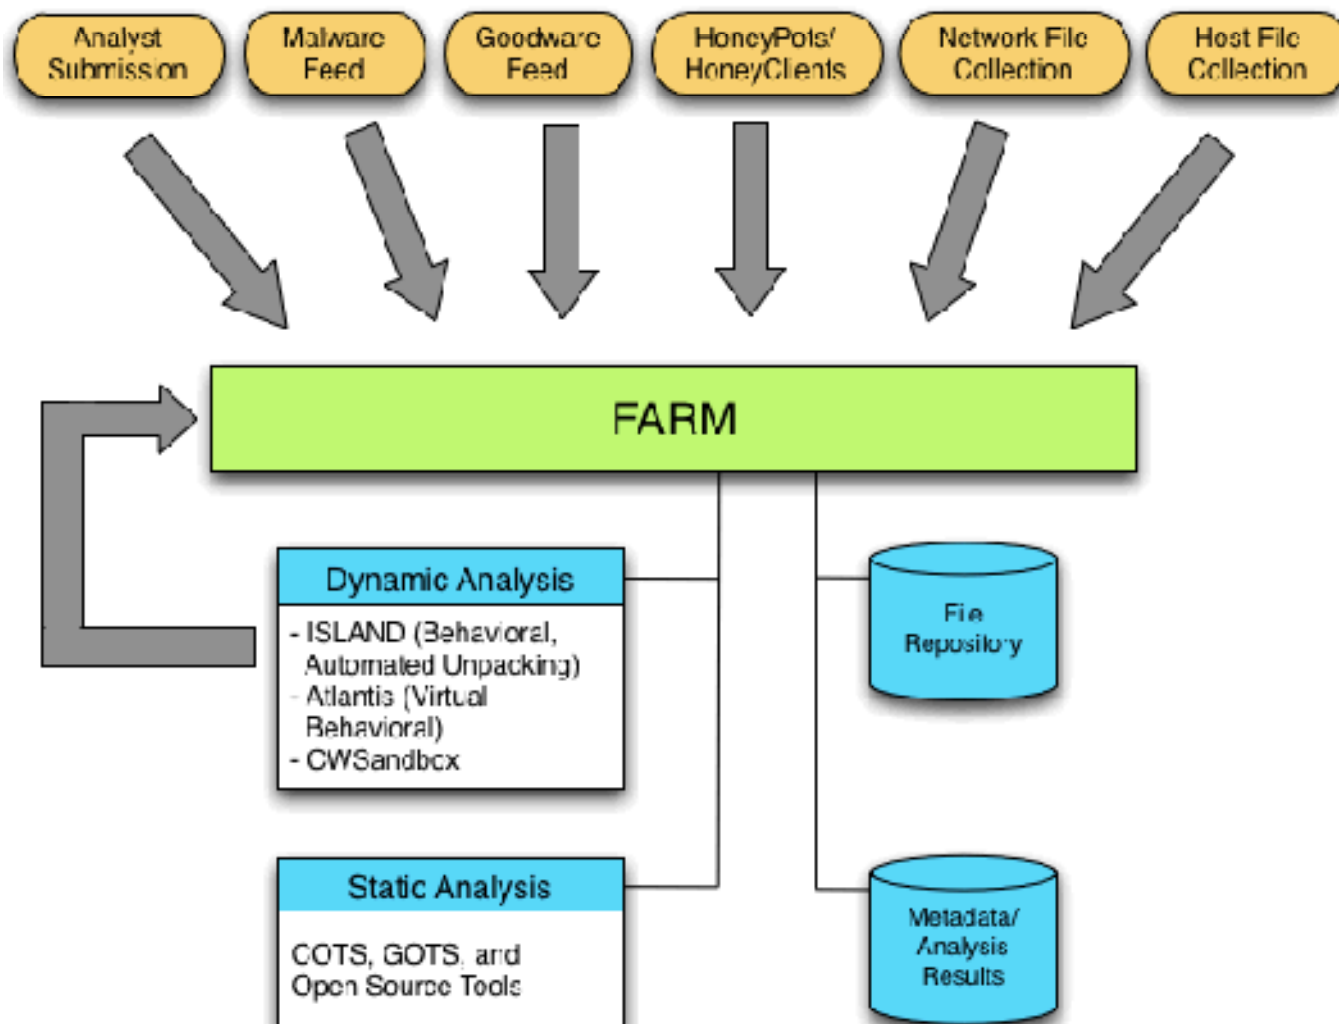 Analyst
Submission
Malware
Feed
Goodware
Feed
HoneyPots/
HoneyClients
Network File
Collection
Host File
Collection
FARM
Dynamic Analysis
- ISLAND (Behavioral,
Automated Unpacking)
- Atlantis (Virtual
Behavioral)
- CWSandbox
File
Repository
Static Analysis
COTS, GOTS, and
Open Source Tools
Metadata/
Analysis
Results